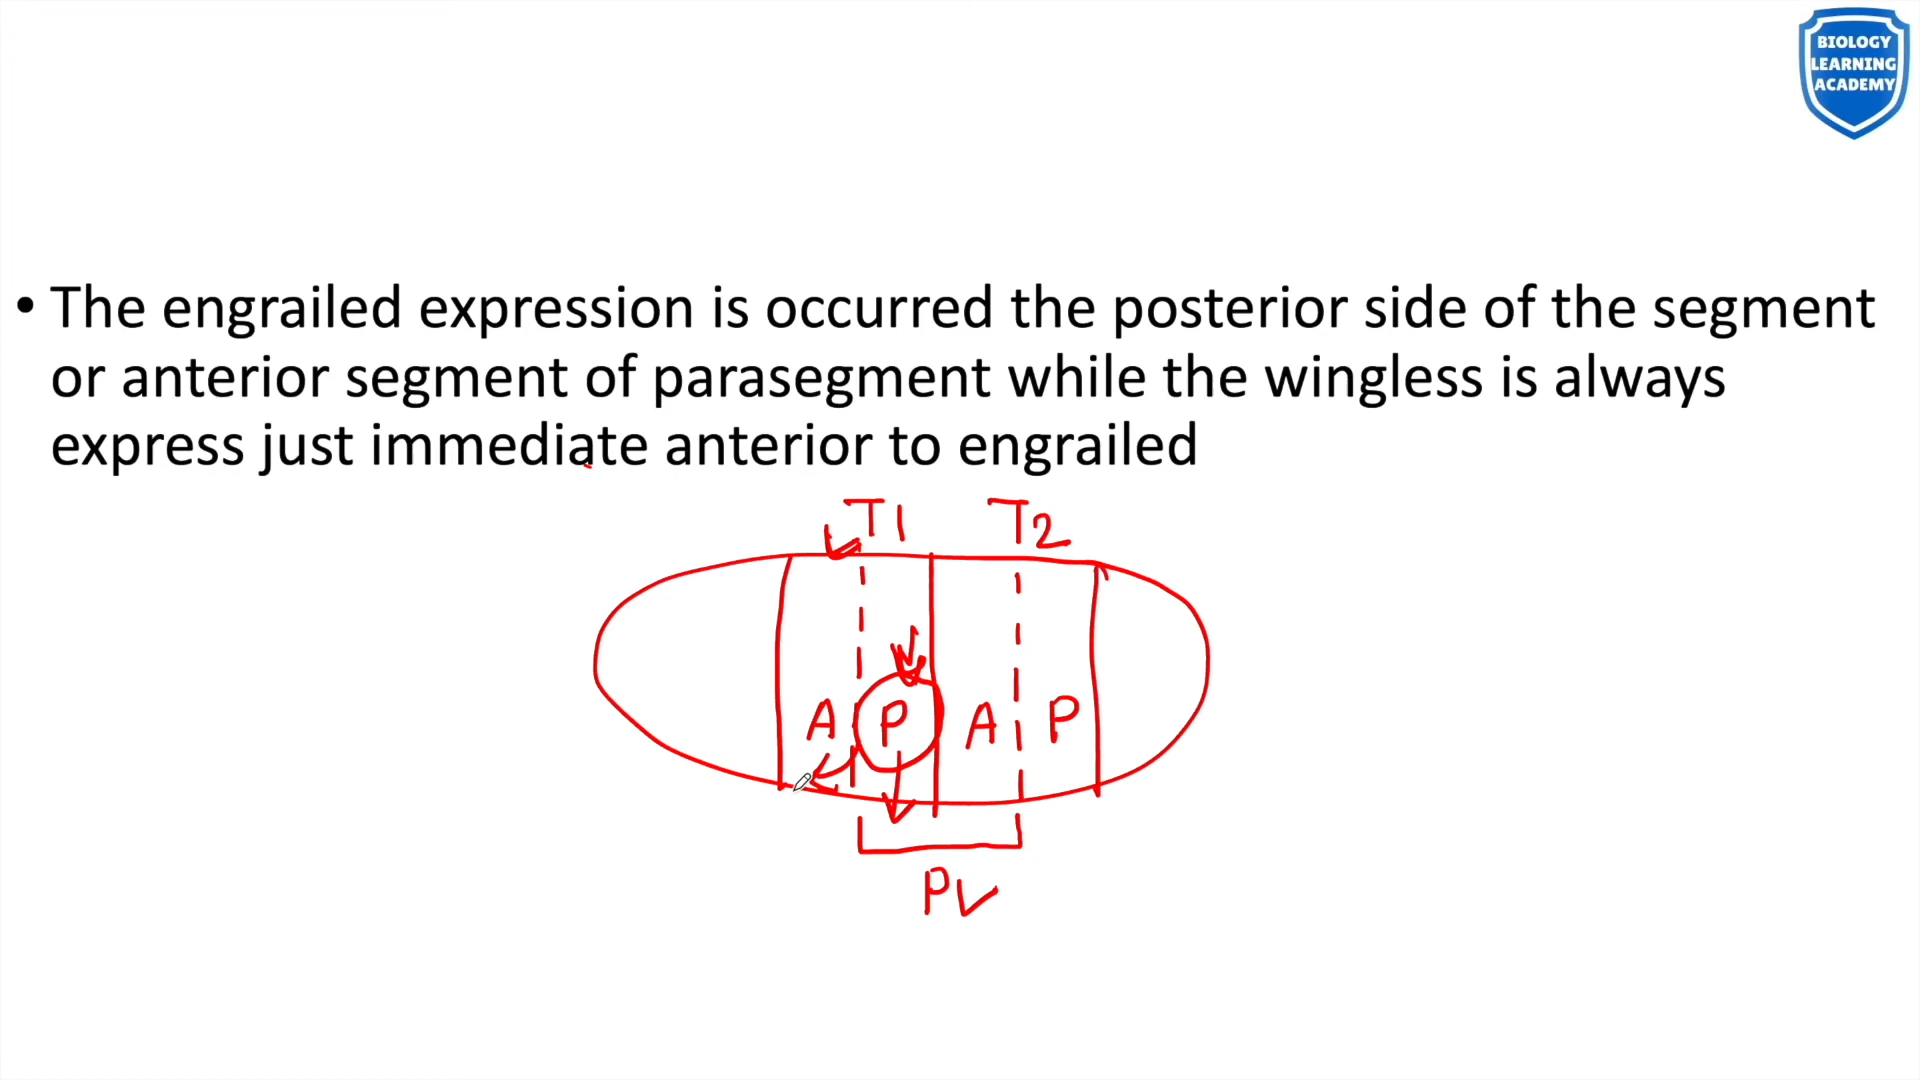 BIOLOGY
LEARNING
ACADEMY
• The engrailed expression is occurred the posterior side of the segment
or anterior segment of parasegment while the wingless is always
express just immediate anterior to engrailed
T1 T2
A P A P
P